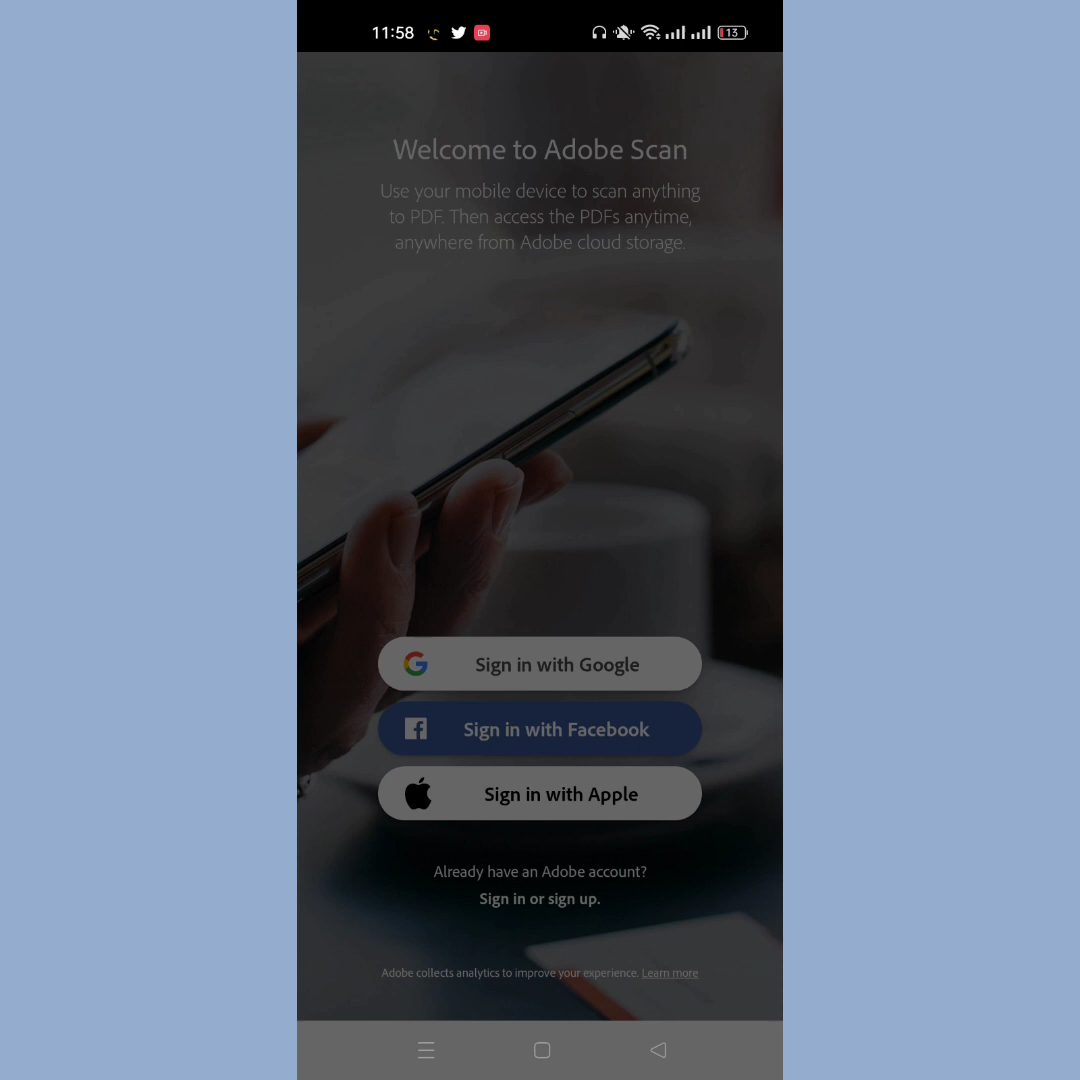 11:58
13
Welcome to Adobe Scan
Use your mobile device to scan anything
to PDF. Then access the PDFs anytime,
anywhere from Adobe cloud storage.
Sign in with Google
Sign in with Facebook
Sign in with Apple
Already have an Adobe account?
Sign in or sign up.
Adobe collects analytics to improve your experience. Learn more